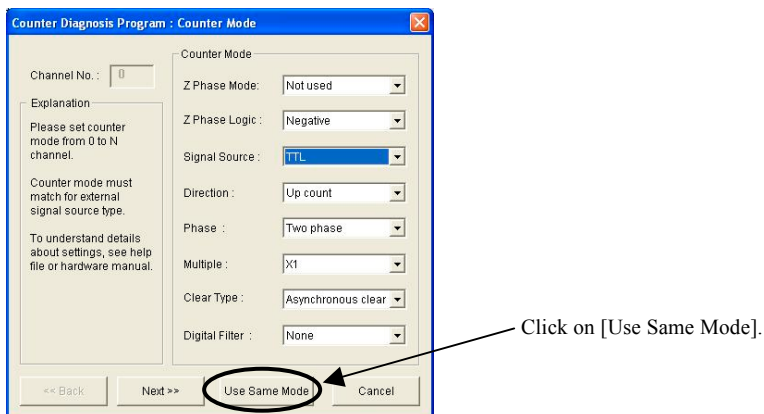 Counter Diagnosis Program : Counter Mode
Channel No. : 0
Explanation
Please set counter
mode from 0 to N
channel.
Counter mode must
match for external
signal source type.
To understand details
about settings, see help
file or hardware manual.
Counter Mode
Z Phase Mode: Not used
Z Phase Logic : Negative
Signal Source : TTL
Direction : Up count
Phase : Two phase
Multiple : X1
Clear Type : Asynchronous clear
Digital Filter : None
<< Back Next >> Use Same Mode Cancel
Click on [Use Same Mode].